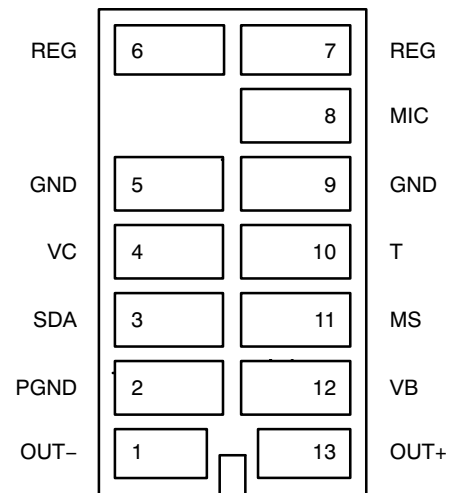 REG 6 7 REG
8 MIC
GND 5 9 GND
VC 4 10 T
SDA 3 11 MS
PGND 2 12 VB
OUT− 1 13 OUT+